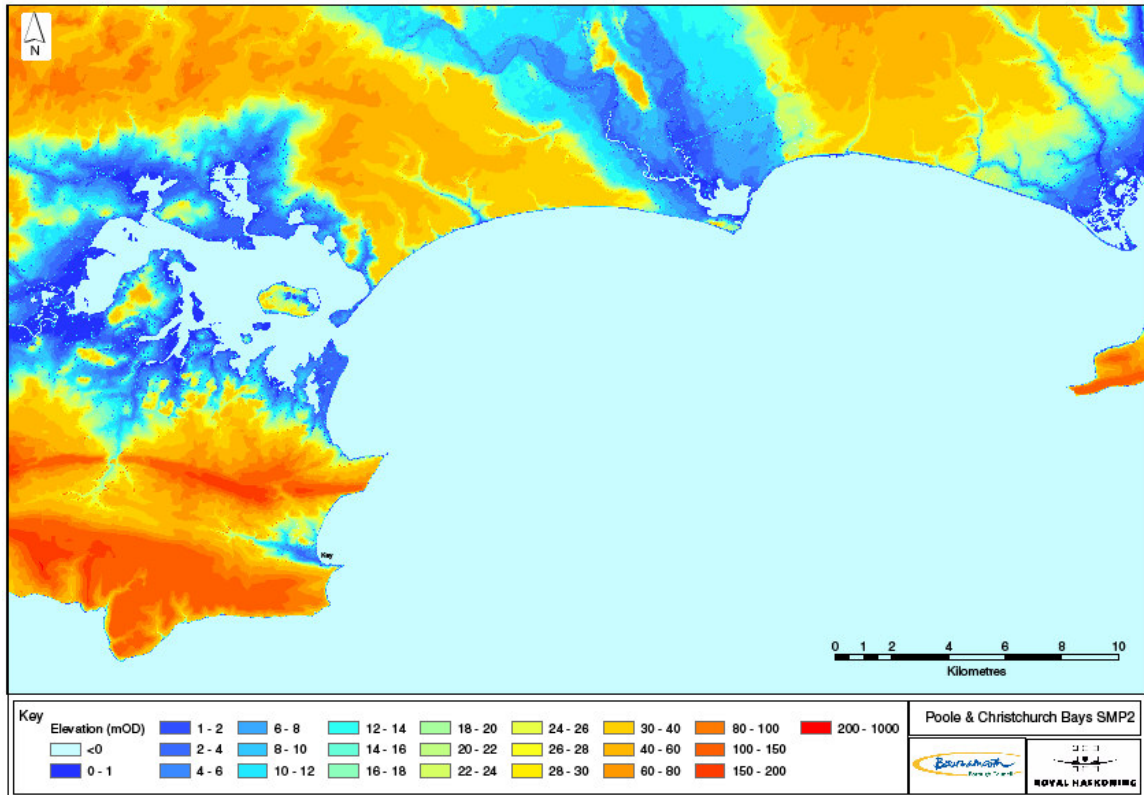 N
Key
0 1 2 4 6 8 10
Kilometres
Key
Elevation (mOD)
<0
0 - 1
1 - 2
2 - 4
4 - 6
6 - 8
8 - 10
10 - 12
12 - 14
14 - 16
16 - 18
18 - 20
20 - 22
22 - 24
24 - 26
26 - 28
28 - 30
30 - 40
40 - 60
60 - 80
80 - 100
100 - 150
150 - 200
200 - 1000
Poole & Christchurch Bays SMP2
Bournemouth
Borough Council
ROYAL HASKONING